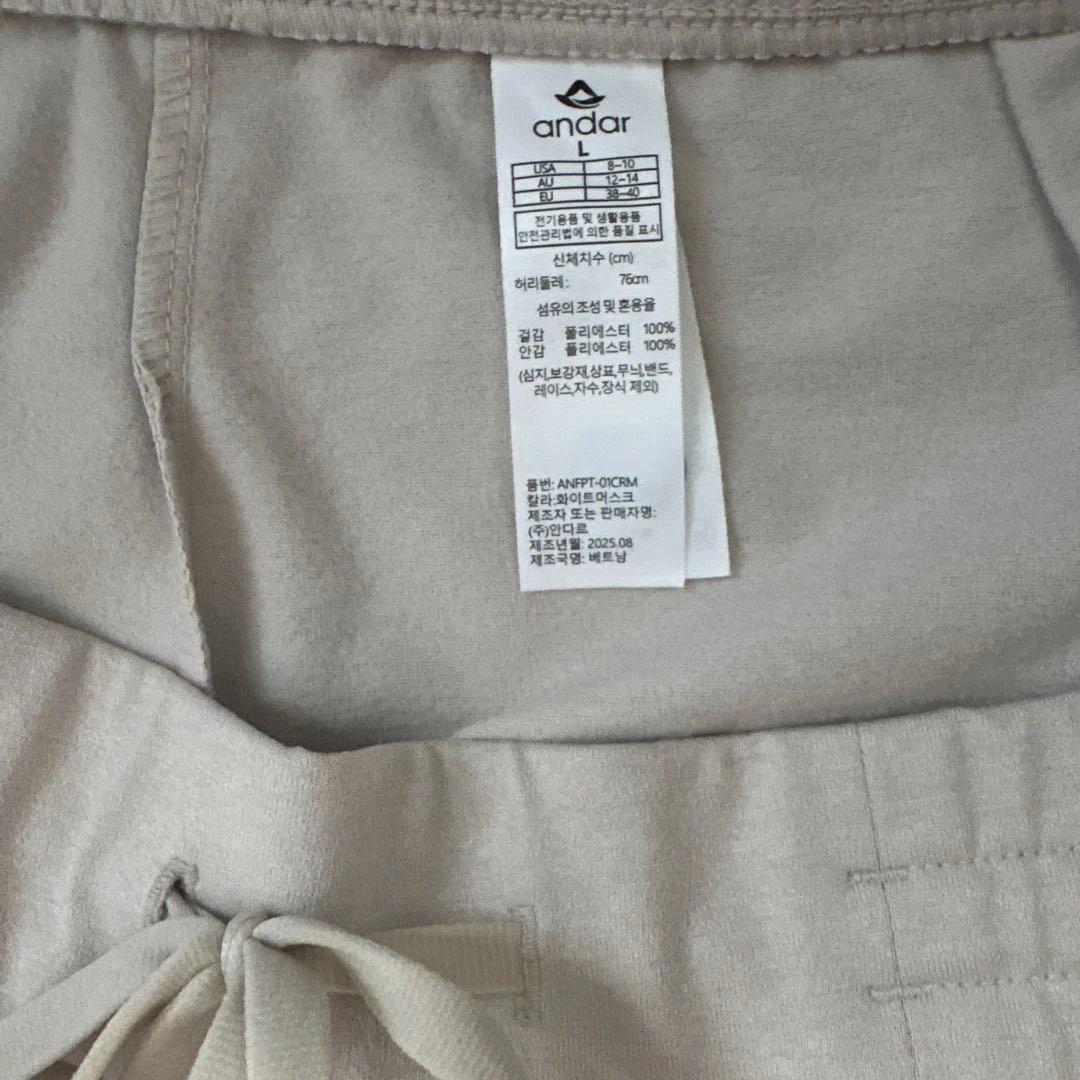 andar
L
USA 8-10
AU 12-14
EU 38-40
전기용품 및 생활용품
안전관리법에 의한 품질 표시
신체치수 (cm)
허리둘레: 76cm
섬유의 조성 및 혼용율
겉감 폴리에스터 100%
안감 폴리에스터 100%
(심지,보강재,상표,무늬,밴드,
레이스,자수,장식 제외)
품번: ANFPT-01CRM
칼라:화이트머스크
제조자 또는 판매자명:
(주)안다르
제조년월: 2025.08
제조국명: 베트남